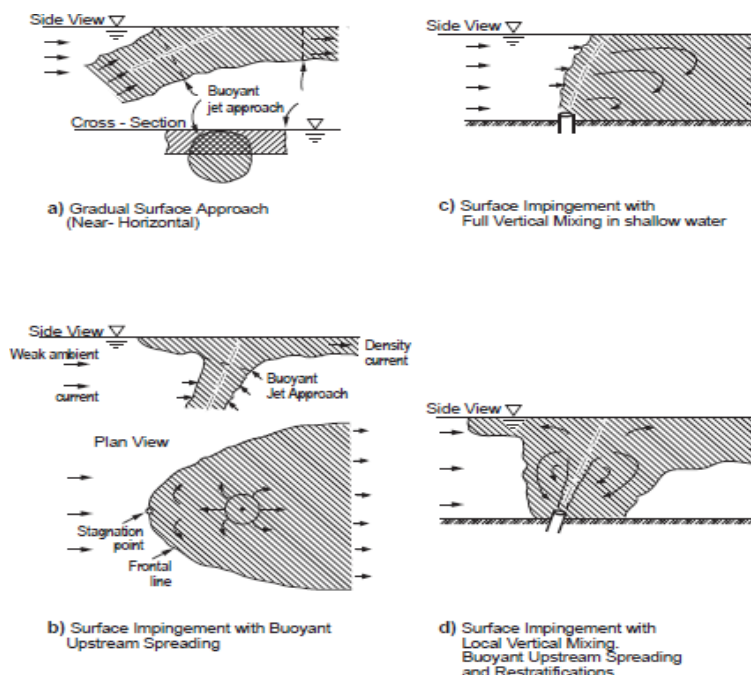 Side View
Buoyant
jet approach
Cross - Section
a) Gradual Surface Approach
(Near- Horizontal)
Side View
c) Surface Impingement with
Full Vertical Mixing in shallow water
Side View
Weak ambient
current
Density
current
Buoyant
Jet Approach
Plan View
Stagnation
point
Frontal
line
b) Surface Impingement with Buoyant
Upstream Spreading
Side View
d) Surface Impingement with
Local Vertical Mixing.
Buoyant Upstream Spreading
and Restratifications